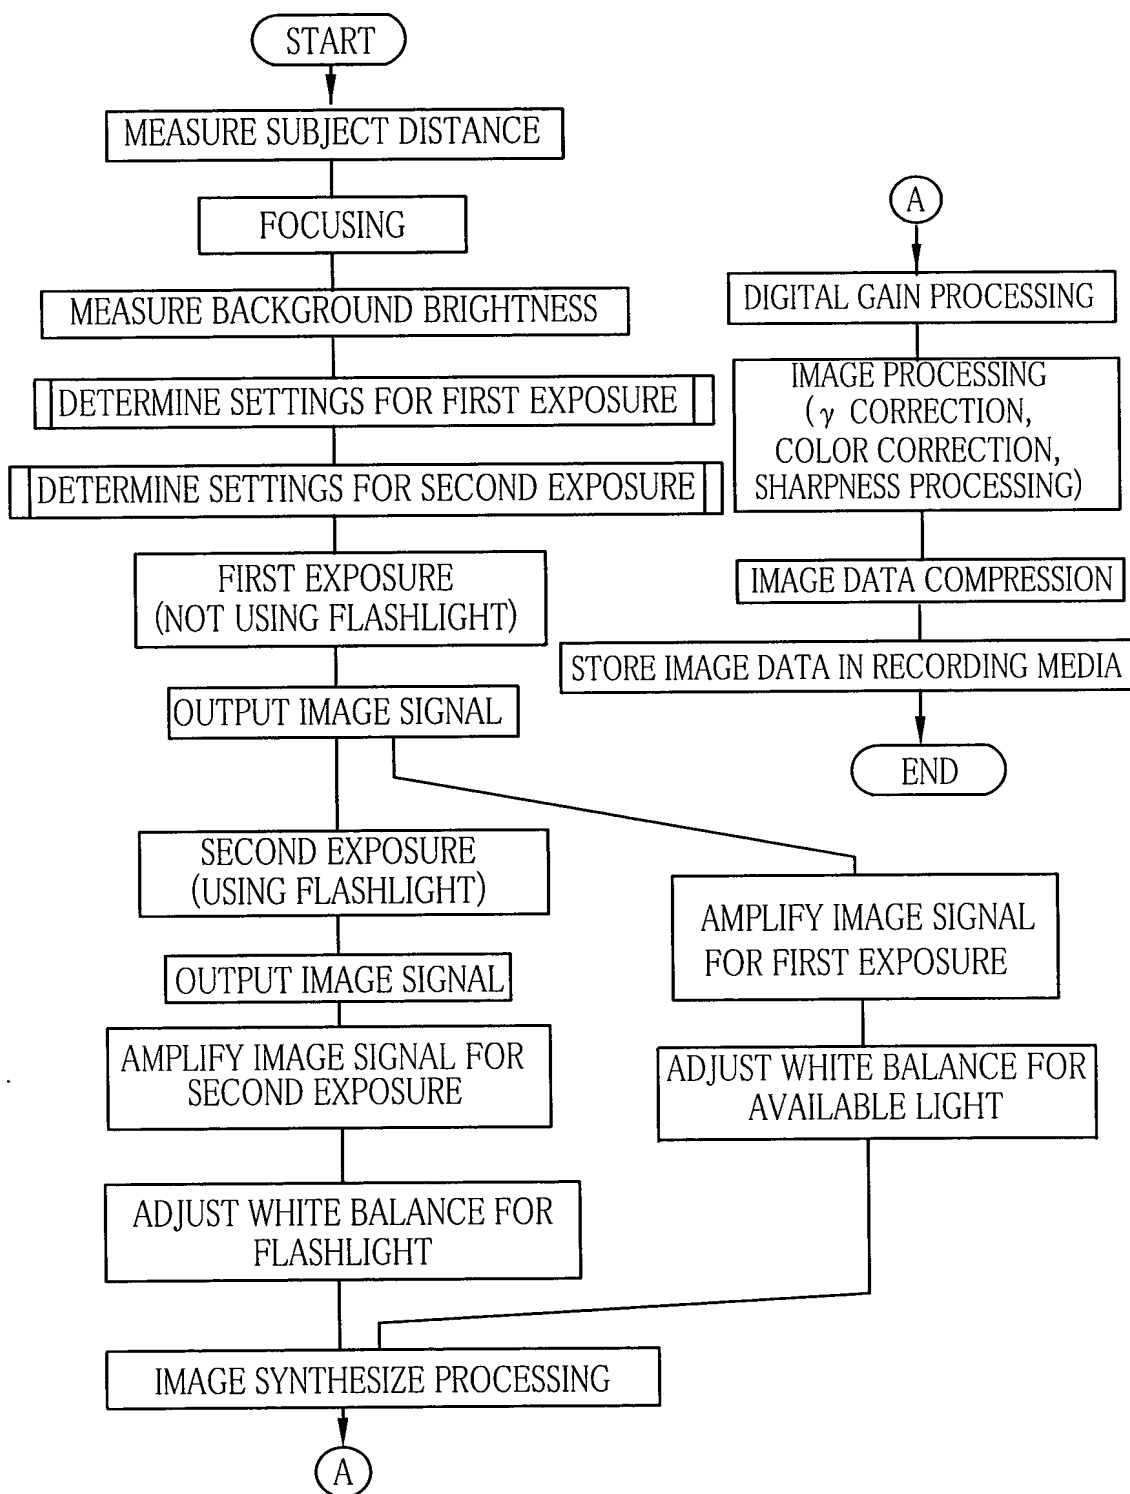 START
MEASURE SUBJECT DISTANCE
FOCUSING
MEASURE BACKGROUND BRIGHTNESS
DETERMINE SETTINGS FOR FIRST EXPOSURE
DETERMINE SETTINGS FOR SECOND EXPOSURE
FIRST EXPOSURE
(NOT USING FLASHLIGHT)
OUTPUT IMAGE SIGNAL
SECOND EXPOSURE
(USING FLASHLIGHT)
OUTPUT IMAGE SIGNAL
AMPLIFY IMAGE SIGNAL FOR
SECOND EXPOSURE
ADJUST WHITE BALANCE FOR
FLASHLIGHT
AMPLIFY IMAGE SIGNAL
FOR FIRST EXPOSURE
ADJUST WHITE BALANCE FOR
AVAILABLE LIGHT
IMAGE SYNTHESIZE PROCESSING
A
A
DIGITAL GAIN PROCESSING
IMAGE PROCESSING
(γ CORRECTION,
COLOR CORRECTION,
SHARPNESS PROCESSING)
IMAGE DATA COMPRESSION
STORE IMAGE DATA IN RECORDING MEDIA
END